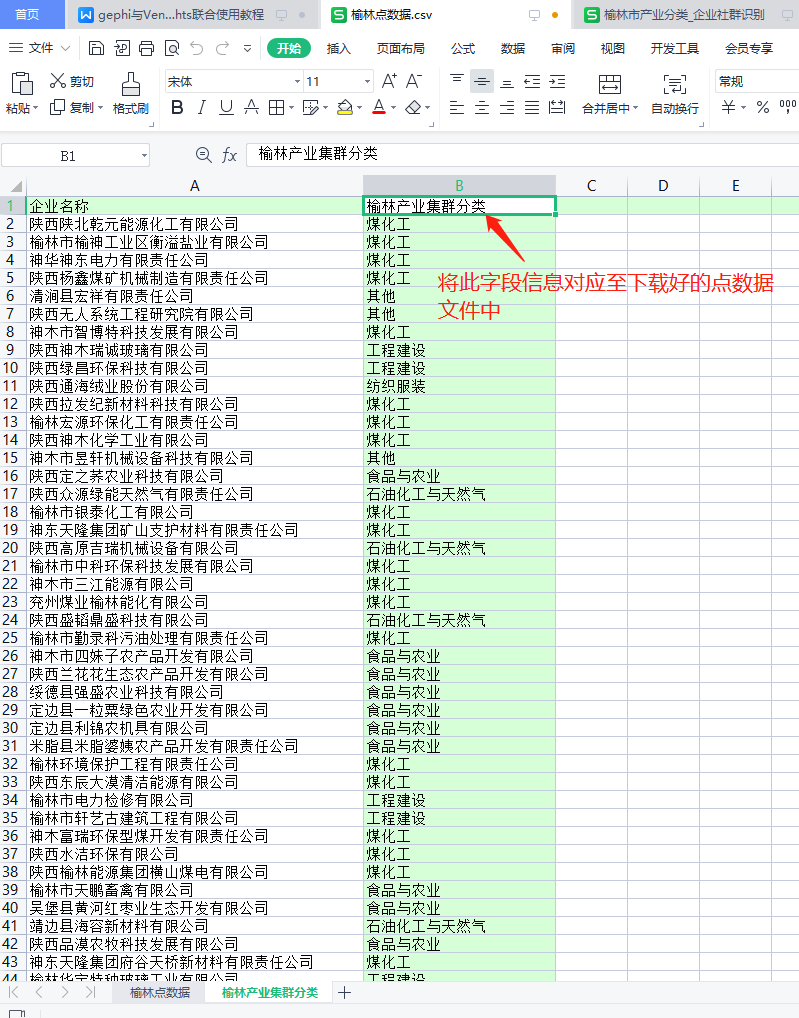 首页
gephi与Ven…hts联合使用教程
榆林点数据.csv
榆林市产业分类_企业社群识别
文件
开始
插入
页面布局
公式
数据
审阅
视图
开发工具
会员专享
粘贴
剪切
复制
格式刷
宋体
11
合并居中
自动换行
常规
B1
fx
榆林产业集群分类
A B C D E
1 企业名称 榆林产业集群分类
2 陕西陕北乾元能源化工有限公司 煤化工
3 榆林市榆神工业区衡溢盐业有限公司 煤化工
4 神华神东电力有限责任公司 煤化工
5 陕西杨鑫煤矿机械制造有限责任公司 煤化工
将此字段信息对应至下载好的点数据
文件中
6 清涧县宏祥有限责任公司 其他
7 陕西无人系统工程研究院有限公司 其他
8 神木市智博特科技发展有限公司 煤化工
9 陕西神木瑞诚玻璃有限公司 工程建设
10 陕西绿昌环保科技有限公司 工程建设
11 陕西通海绒业股份有限公司 纺织服装
12 陕西拉发纪新材料科技有限公司 煤化工
13 榆林宏源环保化工有限责任公司 煤化工
14 陕西神木化学工业有限公司 煤化工
15 神木市昱轩机械设备科技有限公司 其他
16 陕西定之荞农业科技有限公司 食品与农业
17 陕西众源绿能天然气有限责任公司 石油化工与天然气
18 榆林市银泰化工有限公司 煤化工
19 神东天隆集团矿山支护材料有限责任公司 煤化工
20 陕西高原吉瑞机械设备有限公司 石油化工与天然气
21 榆林市中科环保科技发展有限公司 煤化工
22 神木市三江能源有限公司 煤化工
23 兖州煤业榆林能化有限公司 煤化工
24 陕西盛韬鼎盛科技有限公司 石油化工与天然气
25 榆林市勤录科污油处理有限责任公司 煤化工
26 神木市四妹子农产品开发有限公司 食品与农业
27 陕西兰花花生态农产品开发有限公司 食品与农业
28 绥德县强盛农业科技有限公司 食品与农业
29 定边县一粒粟绿色农业开发有限公司 食品与农业
30 定边县利锦农机具有限公司 食品与农业
31 米脂县米脂婆姨农产品开发有限责任公司 食品与农业
32 榆林环境保护工程有限责任公司 煤化工
33 陕西东辰大漠清洁能源有限公司 煤化工
34 榆林市电力检修有限公司 工程建设
35 榆林市轩艺古建筑工程有限公司 工程建设
36 神木富瑞环保型煤开发有限责任公司 煤化工
37 陕西水洁环保有限公司 煤化工
38 陕西榆林能源集团横山煤电有限公司 煤化工
39 榆林市天鹏畜禽有限公司 食品与农业
40 吴堡县黄河红枣业生态开发有限公司 食品与农业
41 靖边县海容新材料有限公司 石油化工与天然气
42 陕西品漠农牧科技发展有限公司 食品与农业
43 神东天隆集团府谷天桥新材料有限责任公司 煤化工
44 榆林华宝特种玻璃工业有限公司 工程建设
榆林点数据
榆林产业集群分类